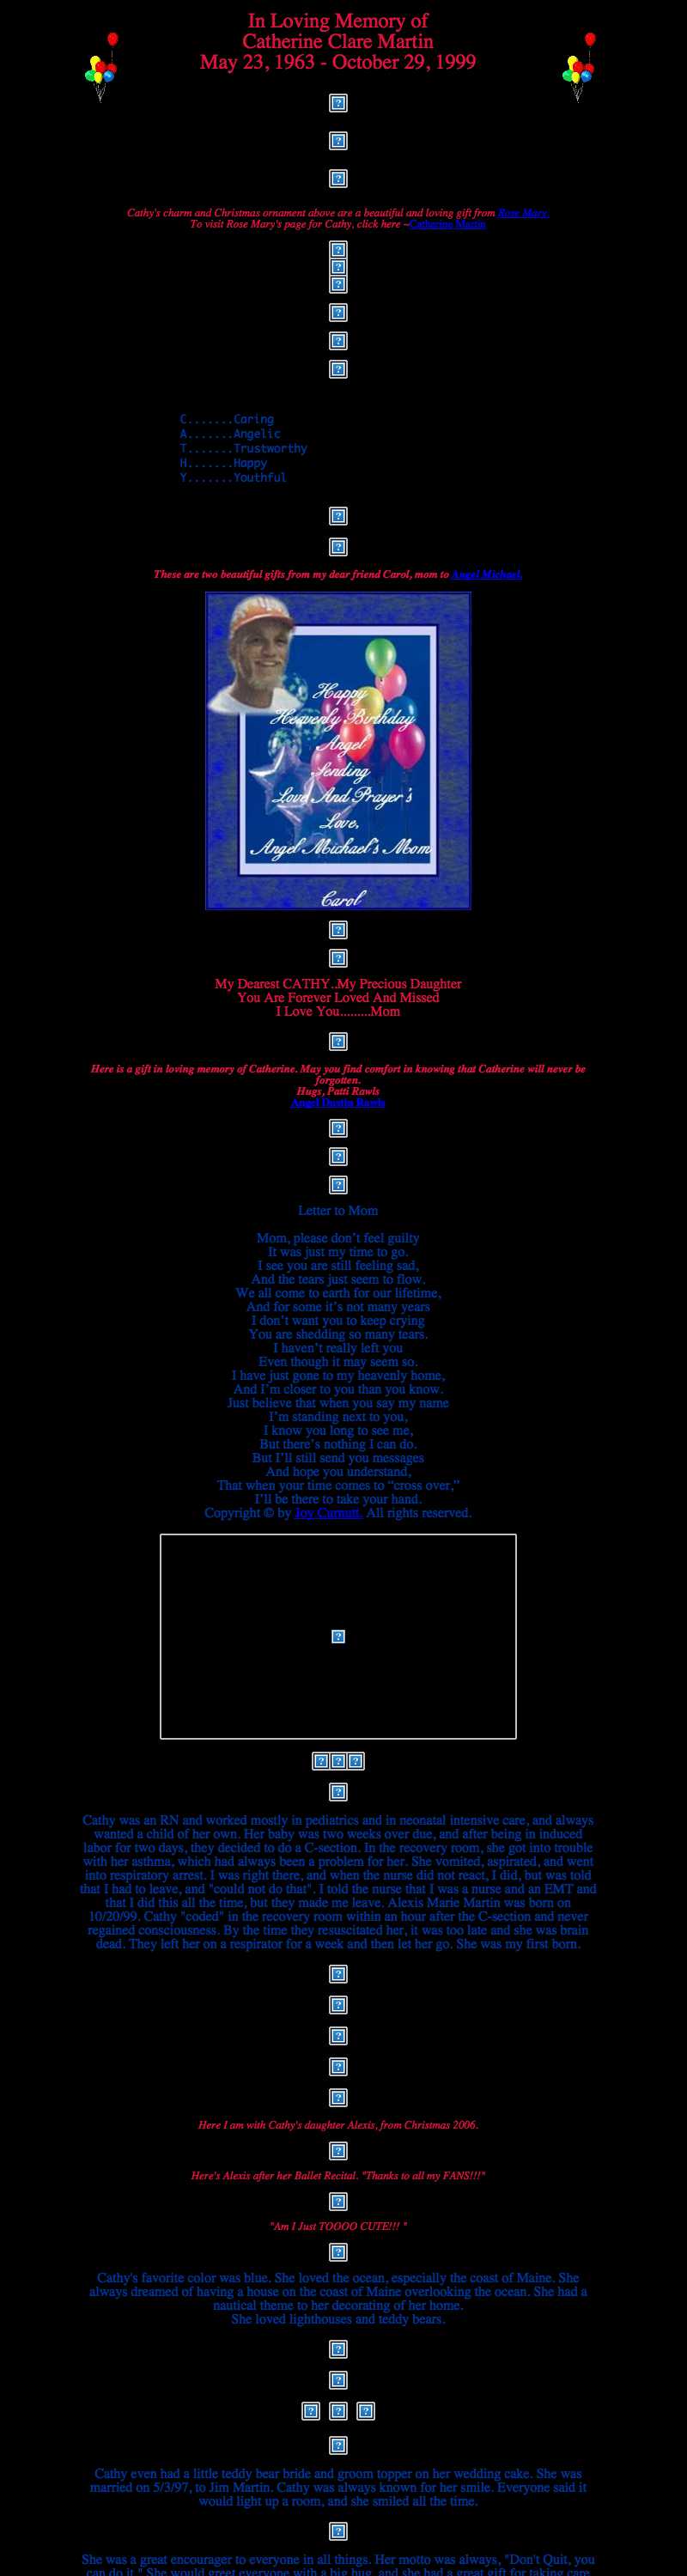 In Loving Memory of
Catherine Clare Martin
May 23, 1963 - October 29, 1999
Cathy's charm and Christmas ornament above are a beautiful and loving gift from Rose Mary.
To visit Rose Mary's page for Cathy, click here ~Catherine Martin
C.......Caring
A.......Angelic
T.......Trustworthy
H.......Happy
Y.......Youthful
These are two beautiful gifts from my dear friend Carol, mom to Angel Michael.
Happy
Heavenly Birthday
Angel
Sending
Love And Prayer's
Love,
Angel Michael's Mom
Carol
My Dearest CATHY..My Precious Daughter
You Are Forever Loved And Missed
I Love You.........Mom
Here is a gift in loving memory of Catherine. May you find comfort in knowing that Catherine will never be
forgotten.
Hugs, Patti Rawls
Angel Dustin Rawls
Letter to Mom
Mom, please don’t feel guilty
It was just my time to go.
I see you are still feeling sad,
And the tears just seem to flow.
We all come to earth for our lifetime,
And for some it’s not many years
I don’t want you to keep crying
You are shedding so many tears.
I haven’t really left you
Even though it may seem so.
I have just gone to my heavenly home,
And I’m closer to you than you know.
Just believe that when you say my name
I’m standing next to you,
I know you long to see me,
But there’s nothing I can do.
But I’ll still send you messages
And hope you understand,
That when your time comes to “cross over,”
I’ll be there to take your hand.
Copyright © by Joy Curnutt. All rights reserved.
Cathy was an RN and worked mostly in pediatrics and in neonatal intensive care, and always
wanted a child of her own. Her baby was two weeks over due, and after being in induced
labor for two days, they decided to do a C-section. In the recovery room, she got into trouble
with her asthma, which had always been a problem for her. She vomited, aspirated, and went
into respiratory arrest. I was right there, and when the nurse did not react, I did, but was told
that I had to leave, and "could not do that". I told the nurse that I was a nurse and an EMT and
that I did this all the time, but they made me leave. Alexis Marie Martin was born on
10/20/99. Cathy "coded" in the recovery room within an hour after the C-section and never
regained consciousness. By the time they resuscitated her, it was too late and she was brain
dead. They left her on a respirator for a week and then let her go. She was my first born.
Here I am with Cathy's daughter Alexis, from Christmas 2006.
Here's Alexis after her Ballet Recital. "Thanks to all my FANS!!!"
"Am I Just TOOOO CUTE!!! "
Cathy's favorite color was blue. She loved the ocean, especially the coast of Maine. She
always dreamed of having a house on the coast of Maine overlooking the ocean. She had a
nautical theme to her decorating of her home.
She loved lighthouses and teddy bears.
Cathy even had a little teddy bear bride and groom topper on her wedding cake. She was
married on 5/3/97, to Jim Martin. Cathy was always known for her smile. Everyone said it
would light up a room, and she smiled all the time.
She was a great encourager to everyone in all things. Her motto was always, "Don't Quit, you
can do it." She would greet everyone with a big hug, and she had a great gift for taking care